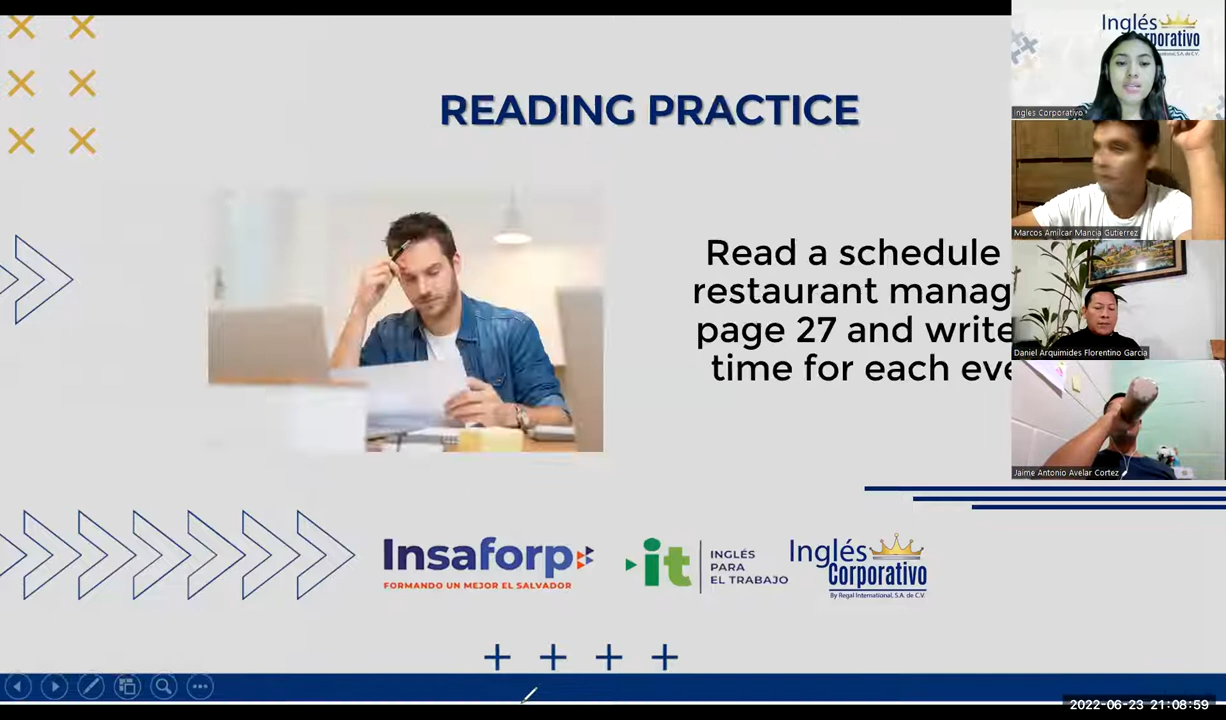 READING PRACTICE
Read a schedule
restaurant manag
page 27 and write
time for each eve
Insaforp
FORMANDO UN MEJOR EL SALVADOR
it
INGLÉS
PARA
EL TRABAJO
Inglés
Corporativo
By Regal International, S.A. de C.V.
Inglés
porativo
Ingles Corporativo
Marcos Amilcar Mancia Gutierrez
Daniel Arquimides Florentino Garcia
Jaime Antonio Avelar Cortez
2022-06-23 21:08:59